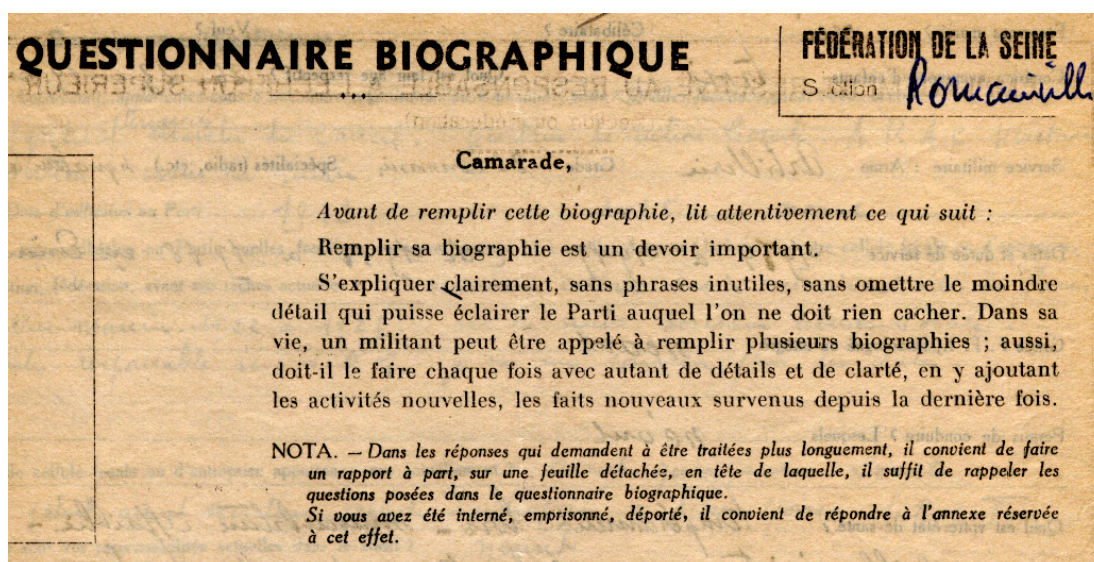 QUESTIONNAIRE BIOGRAPHIQUE
FÉDÉRATION DE LA SEINE
Section Romainvill
Camarade,
Avant de remplir cette biographie, lit attentivement ce qui suit :
Remplir sa biographie est un devoir important.
S'expliquer clairement, sans phrases inutiles, sans omettre le moindre
détail qui puisse éclairer le Parti auquel l'on ne doit rien cacher. Dans sa
vie, un militant peut être appelé à remplir plusieurs biographies ; aussi,
doit-il le faire chaque fois avec autant de détails et de clarté, en y ajoutant
les activités nouvelles, les faits nouveaux survenus depuis la dernière fois.
NOTA. — Dans les réponses qui demandent à être traitées plus longuement, il convient de faire
un rapport à part, sur une feuille détachée, en tête de laquelle, il suffit de rappeler les
questions posées dans le questionnaire biographique.
Si vous avez été interné, emprisonné, déporté, il convient de répondre à l'annexe réservée
à cet effet.